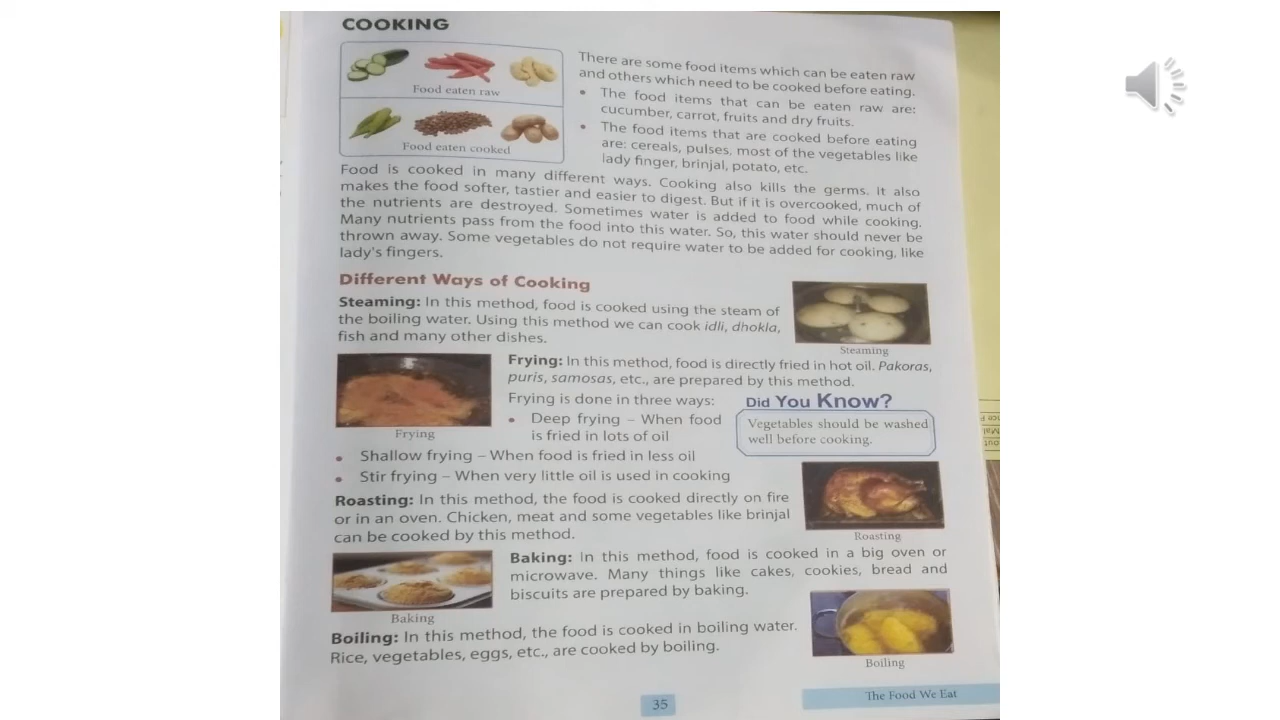 COOKING
Food eaten raw
Food eaten cooked
There are some food items which can be eaten raw
and others which need to be cooked before eating.
• The food items that can be eaten raw are:
cucumber, carrot, fruits and dry fruits.
• The food items that are cooked before eating
are: cereals, pulses, most of the vegetables like
lady finger, brinjal, potato, etc.
Food is cooked in many different ways. Cooking also kills the germs. It also
makes the food softer, tastier and easier to digest. But if it is overcooked, much of
the nutrients are destroyed. Sometimes water is added to food while cooking.
Many nutrients pass from the food into this water. So, this water should never be
thrown away. Some vegetables do not require water to be added for cooking, like
lady's fingers.
Different Ways of Cooking
Steaming: In this method, food is cooked using the steam of
the boiling water. Using this method we can cook idli, dhokla,
fish and many other dishes.
Steaming
Frying: In this method, food is directly fried in hot oil. Pakoras,
puris, samosas, etc., are prepared by this method.
Frying is done in three ways:
• Deep frying – When food
is fried in lots of oil
Frying
Did You Know?
Vegetables should be washed
well before cooking.
• Shallow frying – When food is fried in less oil
• Stir frying – When very little oil is used in cooking
Roasting: In this method, the food is cooked directly on fire
or in an oven. Chicken, meat and some vegetables like brinjal
can be cooked by this method.
Roasting
Baking: In this method, food is cooked in a big oven or
microwave. Many things like cakes, cookies, bread and
biscuits are prepared by baking.
Baking
Boiling: In this method, the food is cooked in boiling water.
Rice, vegetables, eggs, etc., are cooked by boiling.
Boiling
35
The Food We Eat